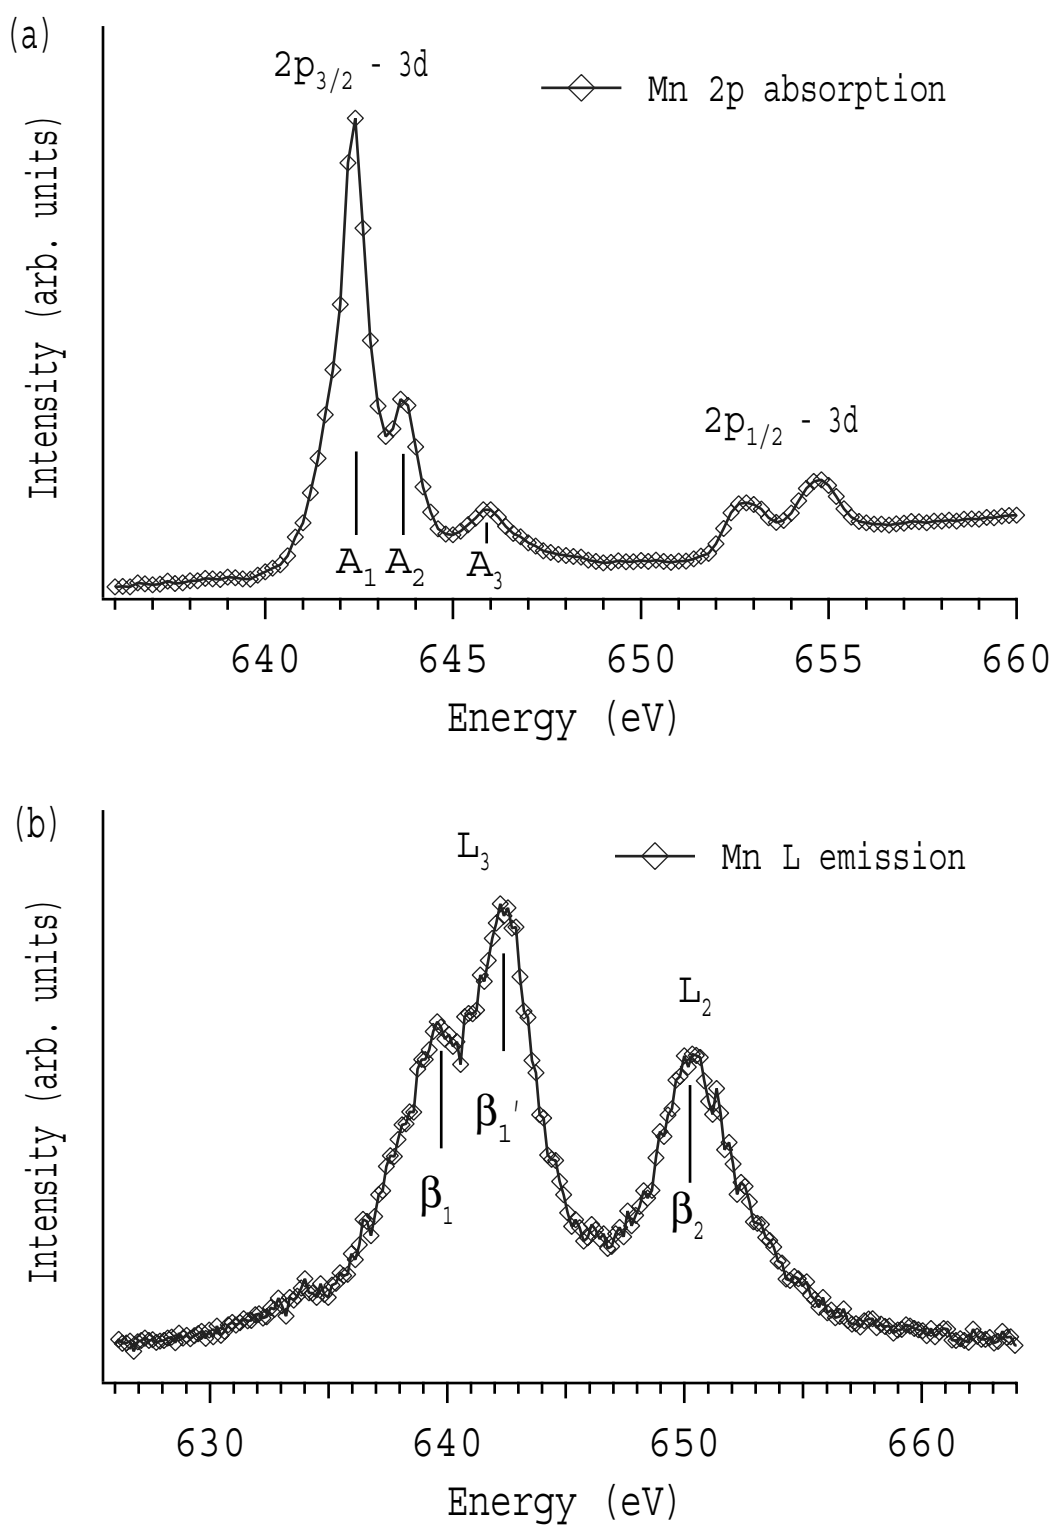 (a)
2p3/2 - 3d
Mn 2p absorption
Intensity (arb. units)
2p1/2 - 3d
A1 A2 A3
640 645 650 655 660
Energy (eV)
(b)
L3
Mn L emission
Intensity (arb. units)
L2
β1'
β1
β2
630 640 650 660
Energy (eV)